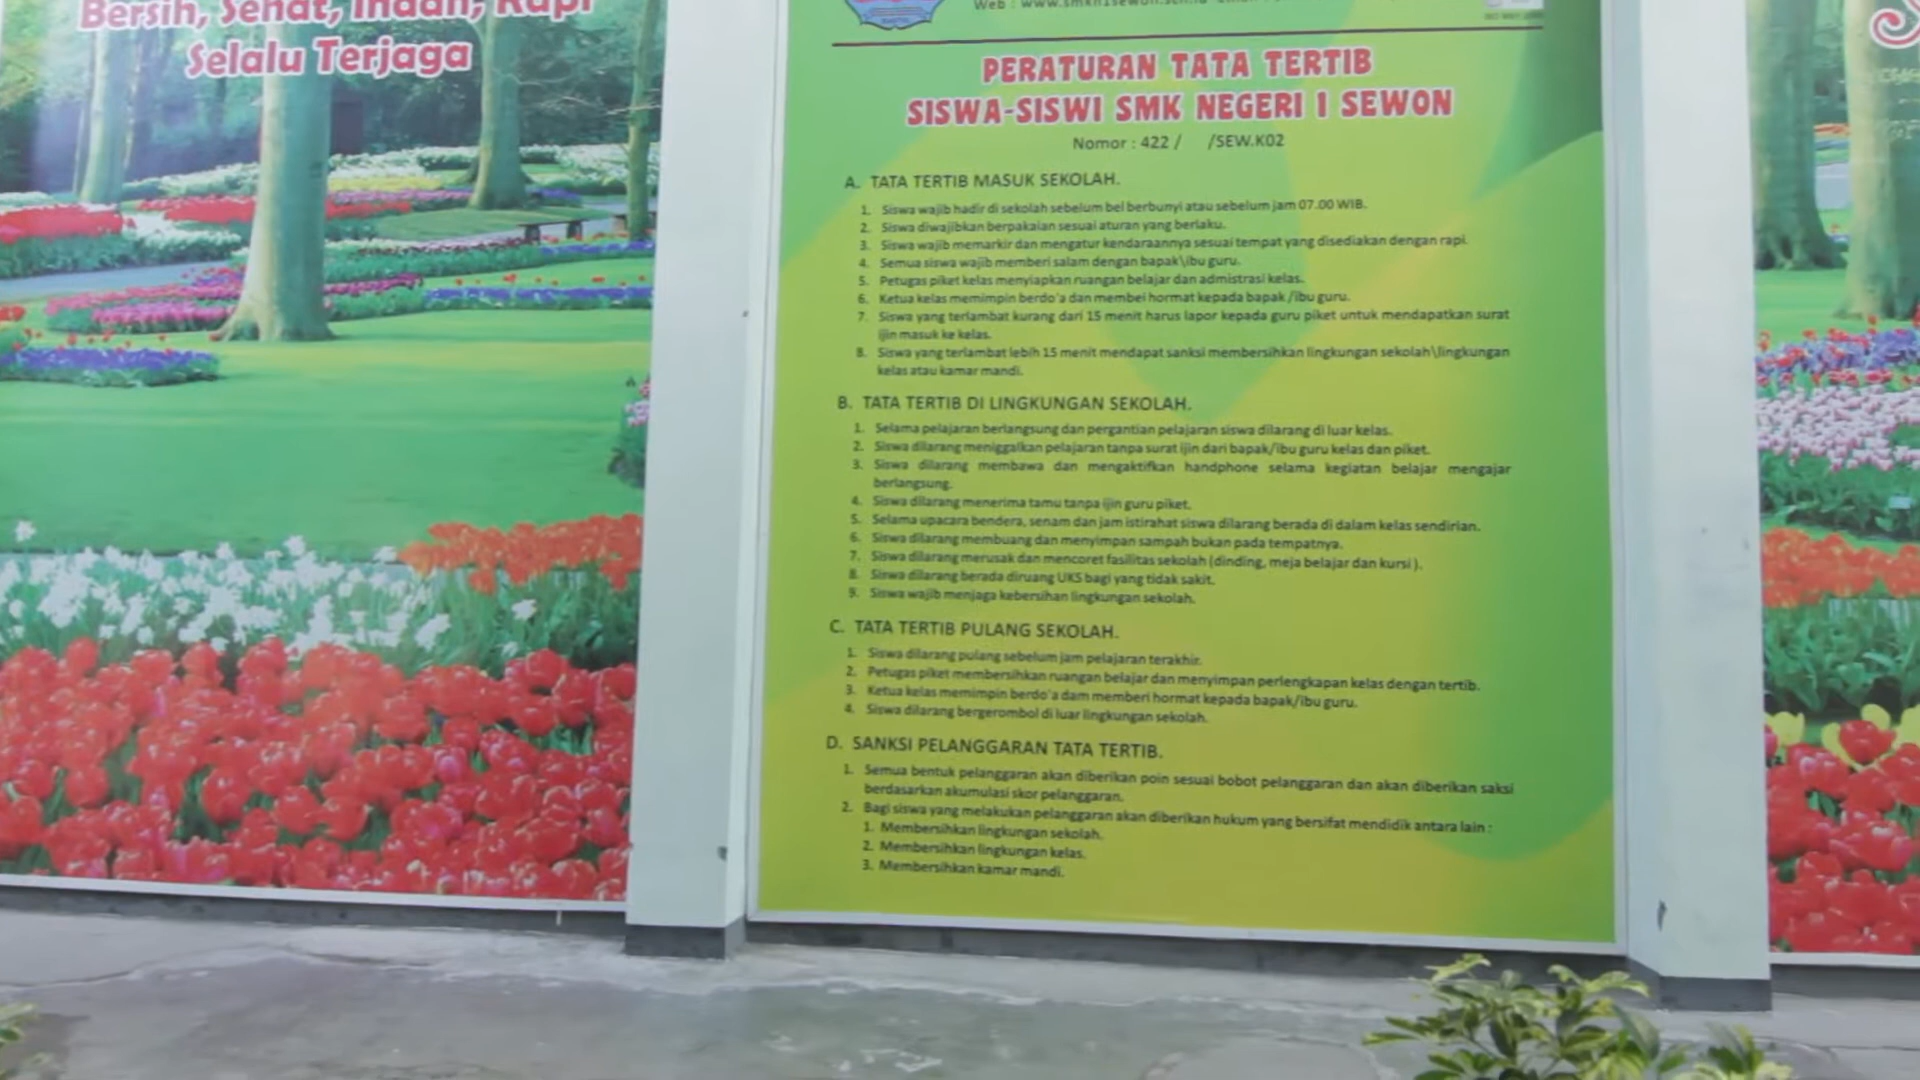 Bersih, Sehat, Indah, Rapi
Selalu Terjaga
Web : www.smkn1sewon.sch.id
PERATURAN TATA TERTIB
SISWA-SISWI SMK NEGERI 1 SEWON
Nomor : 422 / /SEW.K02
A. TATA TERTIB MASUK SEKOLAH.
1. Siswa wajib hadir di sekolah sebelum bel berbunyi atau sebelum jam 07.00 WIB.
2. Siswa diwajibkan berpakaian sesuai aturan yang berlaku.
3. Siswa wajib memarkir dan mengatur kendaraannya sesuai tempat yang disediakan dengan rapi.
4. Semua siswa wajib memberi salam dengan bapak\ibu guru.
5. Petugas piket kelas menyiapkan ruangan belajar dan admistrasi kelas.
6. Ketua kelas memimpin berdo'a dan membei hormat kepada bapak /ibu guru.
7. Siswa yang terlambat kurang dari 15 menit harus lapor kepada guru piket untuk mendapatkan surat
ijin masuk ke kelas.
8. Siswa yang terlambat lebih 15 menit mendapat sanksi membersihkan lingkungan sekolah\lingkungan
kelas atau kamar mandi.
B. TATA TERTIB DI LINGKUNGAN SEKOLAH.
1. Selama pelajaran berlangsung dan pergantian pelajaran siswa dilarang di luar kelas.
2. Siswa dilarang meniggalkan pelajaran tanpa surat ijin dari bapak/ibu guru kelas dan piket.
3. Siswa dilarang membawa dan mengaktifkan handphone selama kegiatan belajar mengajar
berlangsung.
4. Siswa dilarang menerima tamu tanpa ijin guru piket.
5. Selama upacara bendera, senam dan jam istirahat siswa dilarang berada di dalam kelas sendirian.
6. Siswa dilarang membuang dan menyimpan sampah bukan pada tempatnya.
7. Siswa dilarang merusak dan mencoret fasilitas sekolah (dinding, meja belajar dan kursi ).
8. Siswa dilarang berada diruang UKS bagi yang tidak sakit.
9. Siswa wajib menjaga kebersihan lingkungan sekolah.
C. TATA TERTIB PULANG SEKOLAH.
1. Siswa dilarang pulang sebelum jam pelajaran terakhir.
2. Petugas piket membersihkan ruangan belajar dan menyimpan perlengkapan kelas dengan tertib.
3. Ketua kelas memimpin berdo'a dam memberi hormat kepada bapak/ibu guru.
4. Siswa dilarang bergerombol di luar lingkungan sekolah.
D. SANKSI PELANGGARAN TATA TERTIB.
1. Semua bentuk pelanggaran akan diberikan poin sesuai bobot pelanggaran dan akan diberikan saksi
berdasarkan akumulasi skor pelanggaran.
2. Bagi siswa yang melakukan pelanggaran akan diberikan hukum yang bersifat mendidik antara lain :
1. Membersihkan lingkungan sekolah.
2. Membersihkan lingkungan kelas.
3. Membersihkan kamar mandi.